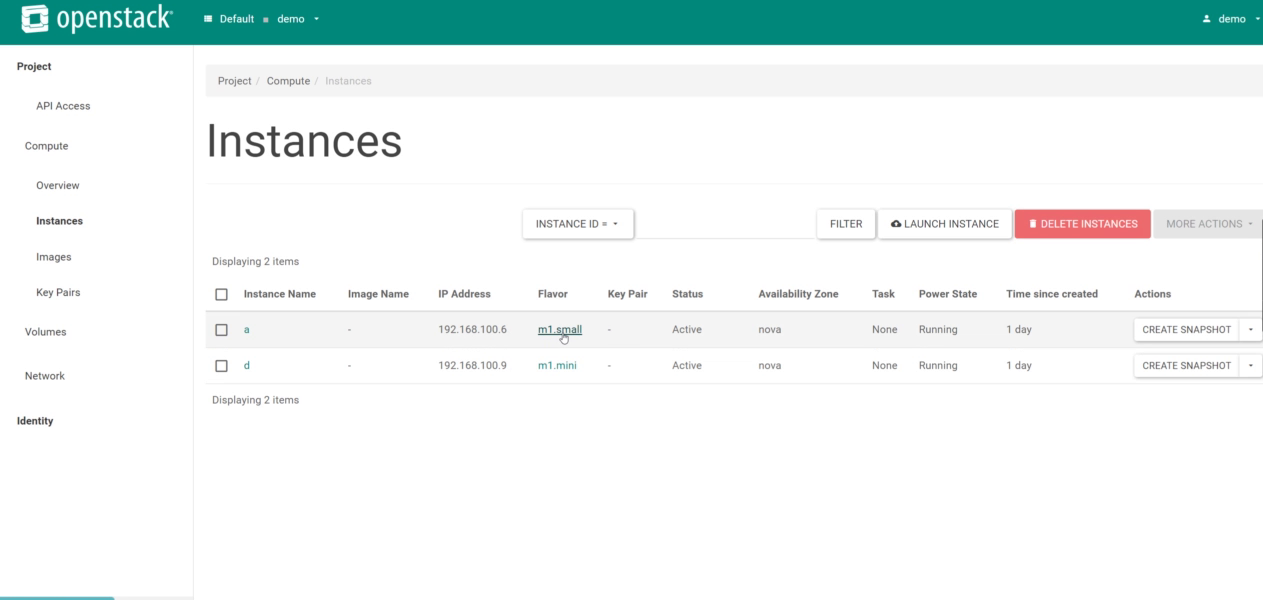 openstack Default demo demo
Project
Project / Compute / Instances
API Access
Instances
Compute
Overview
Instances
INSTANCE ID = FILTER LAUNCH INSTANCE DELETE INSTANCES MORE ACTIONS
Images
Displaying 2 items
Key Pairs
Instance Name Image Name IP Address Flavor Key Pair Status Availability Zone Task Power State Time since created Actions
Volumes
a - 192.168.100.6 m1.small - Active nova None Running 1 day CREATE SNAPSHOT
d - 192.168.100.9 m1.mini - Active nova None Running 1 day CREATE SNAPSHOT
Network
Displaying 2 items
Identity